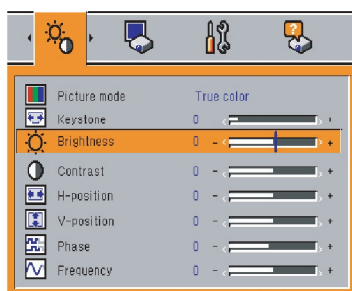 Picture mode True color
Keystone 0
Brightness 0 - +
Contrast 0 - +
H-position 0 - +
V-position 0 - +
Phase 0 - +
Frequency 0 - +